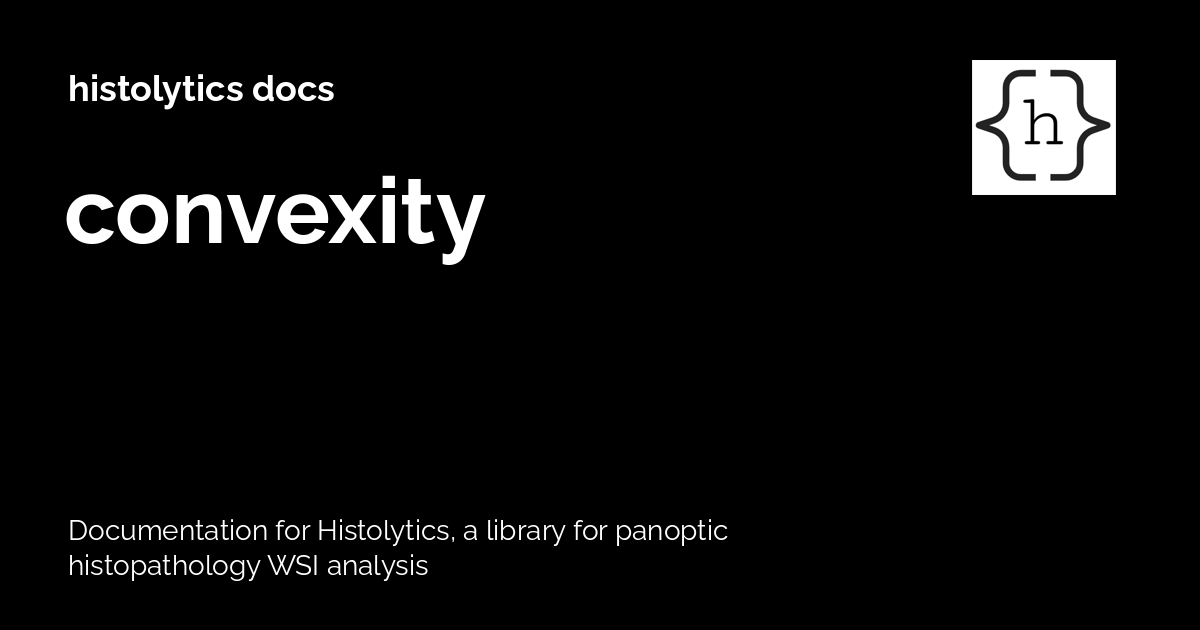 histolytics docs
{h}
convexity
Documentation for Histolytics, a library for panoptic
histopathology WSI analysis